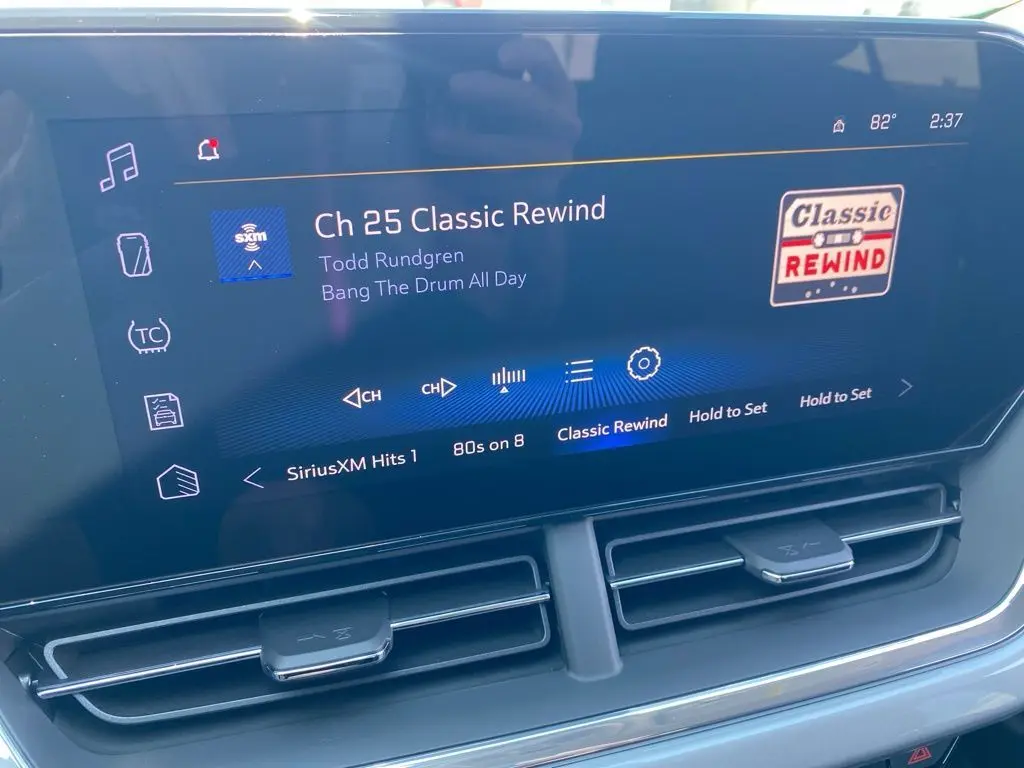 82° 2:37
sxm
Ch 25 Classic Rewind
Todd Rundgren
Bang The Drum All Day
Classic
REWIND
TC
CH
CH
SiriusXM Hits 1
80s on 8
Classic Rewind
Hold to Set
Hold to Set